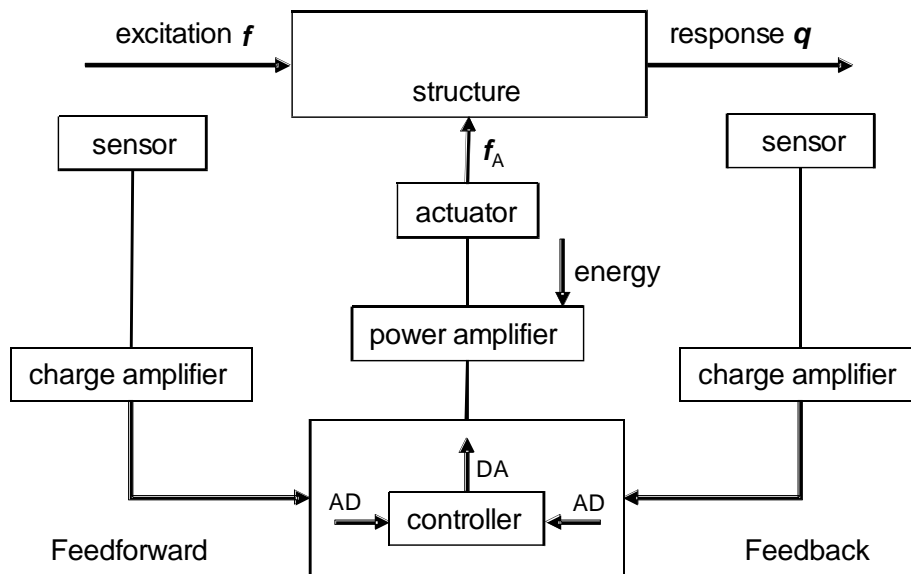 excitation f
response q
structure
sensor
sensor
fA
actuator
energy
power amplifier
charge amplifier
charge amplifier
DA
AD
AD
controller
Feedforward
Feedback